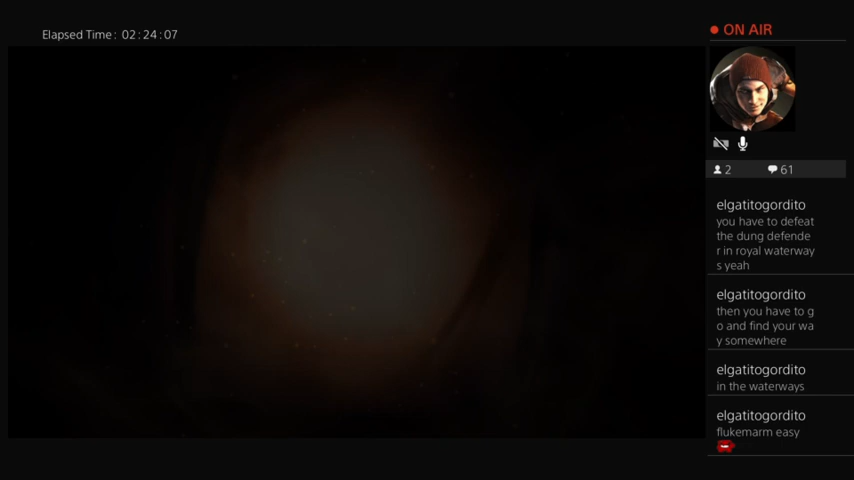 Elapsed Time: 02:24:07
ON AIR
2
61
elgatitogordito
you have to defeat
the dung defende
r in royal waterway
s yeah
elgatitogordito
then you have to g
o and find your wa
y somewhere
elgatitogordito
in the waterways
elgatitogordito
flukemarm easy